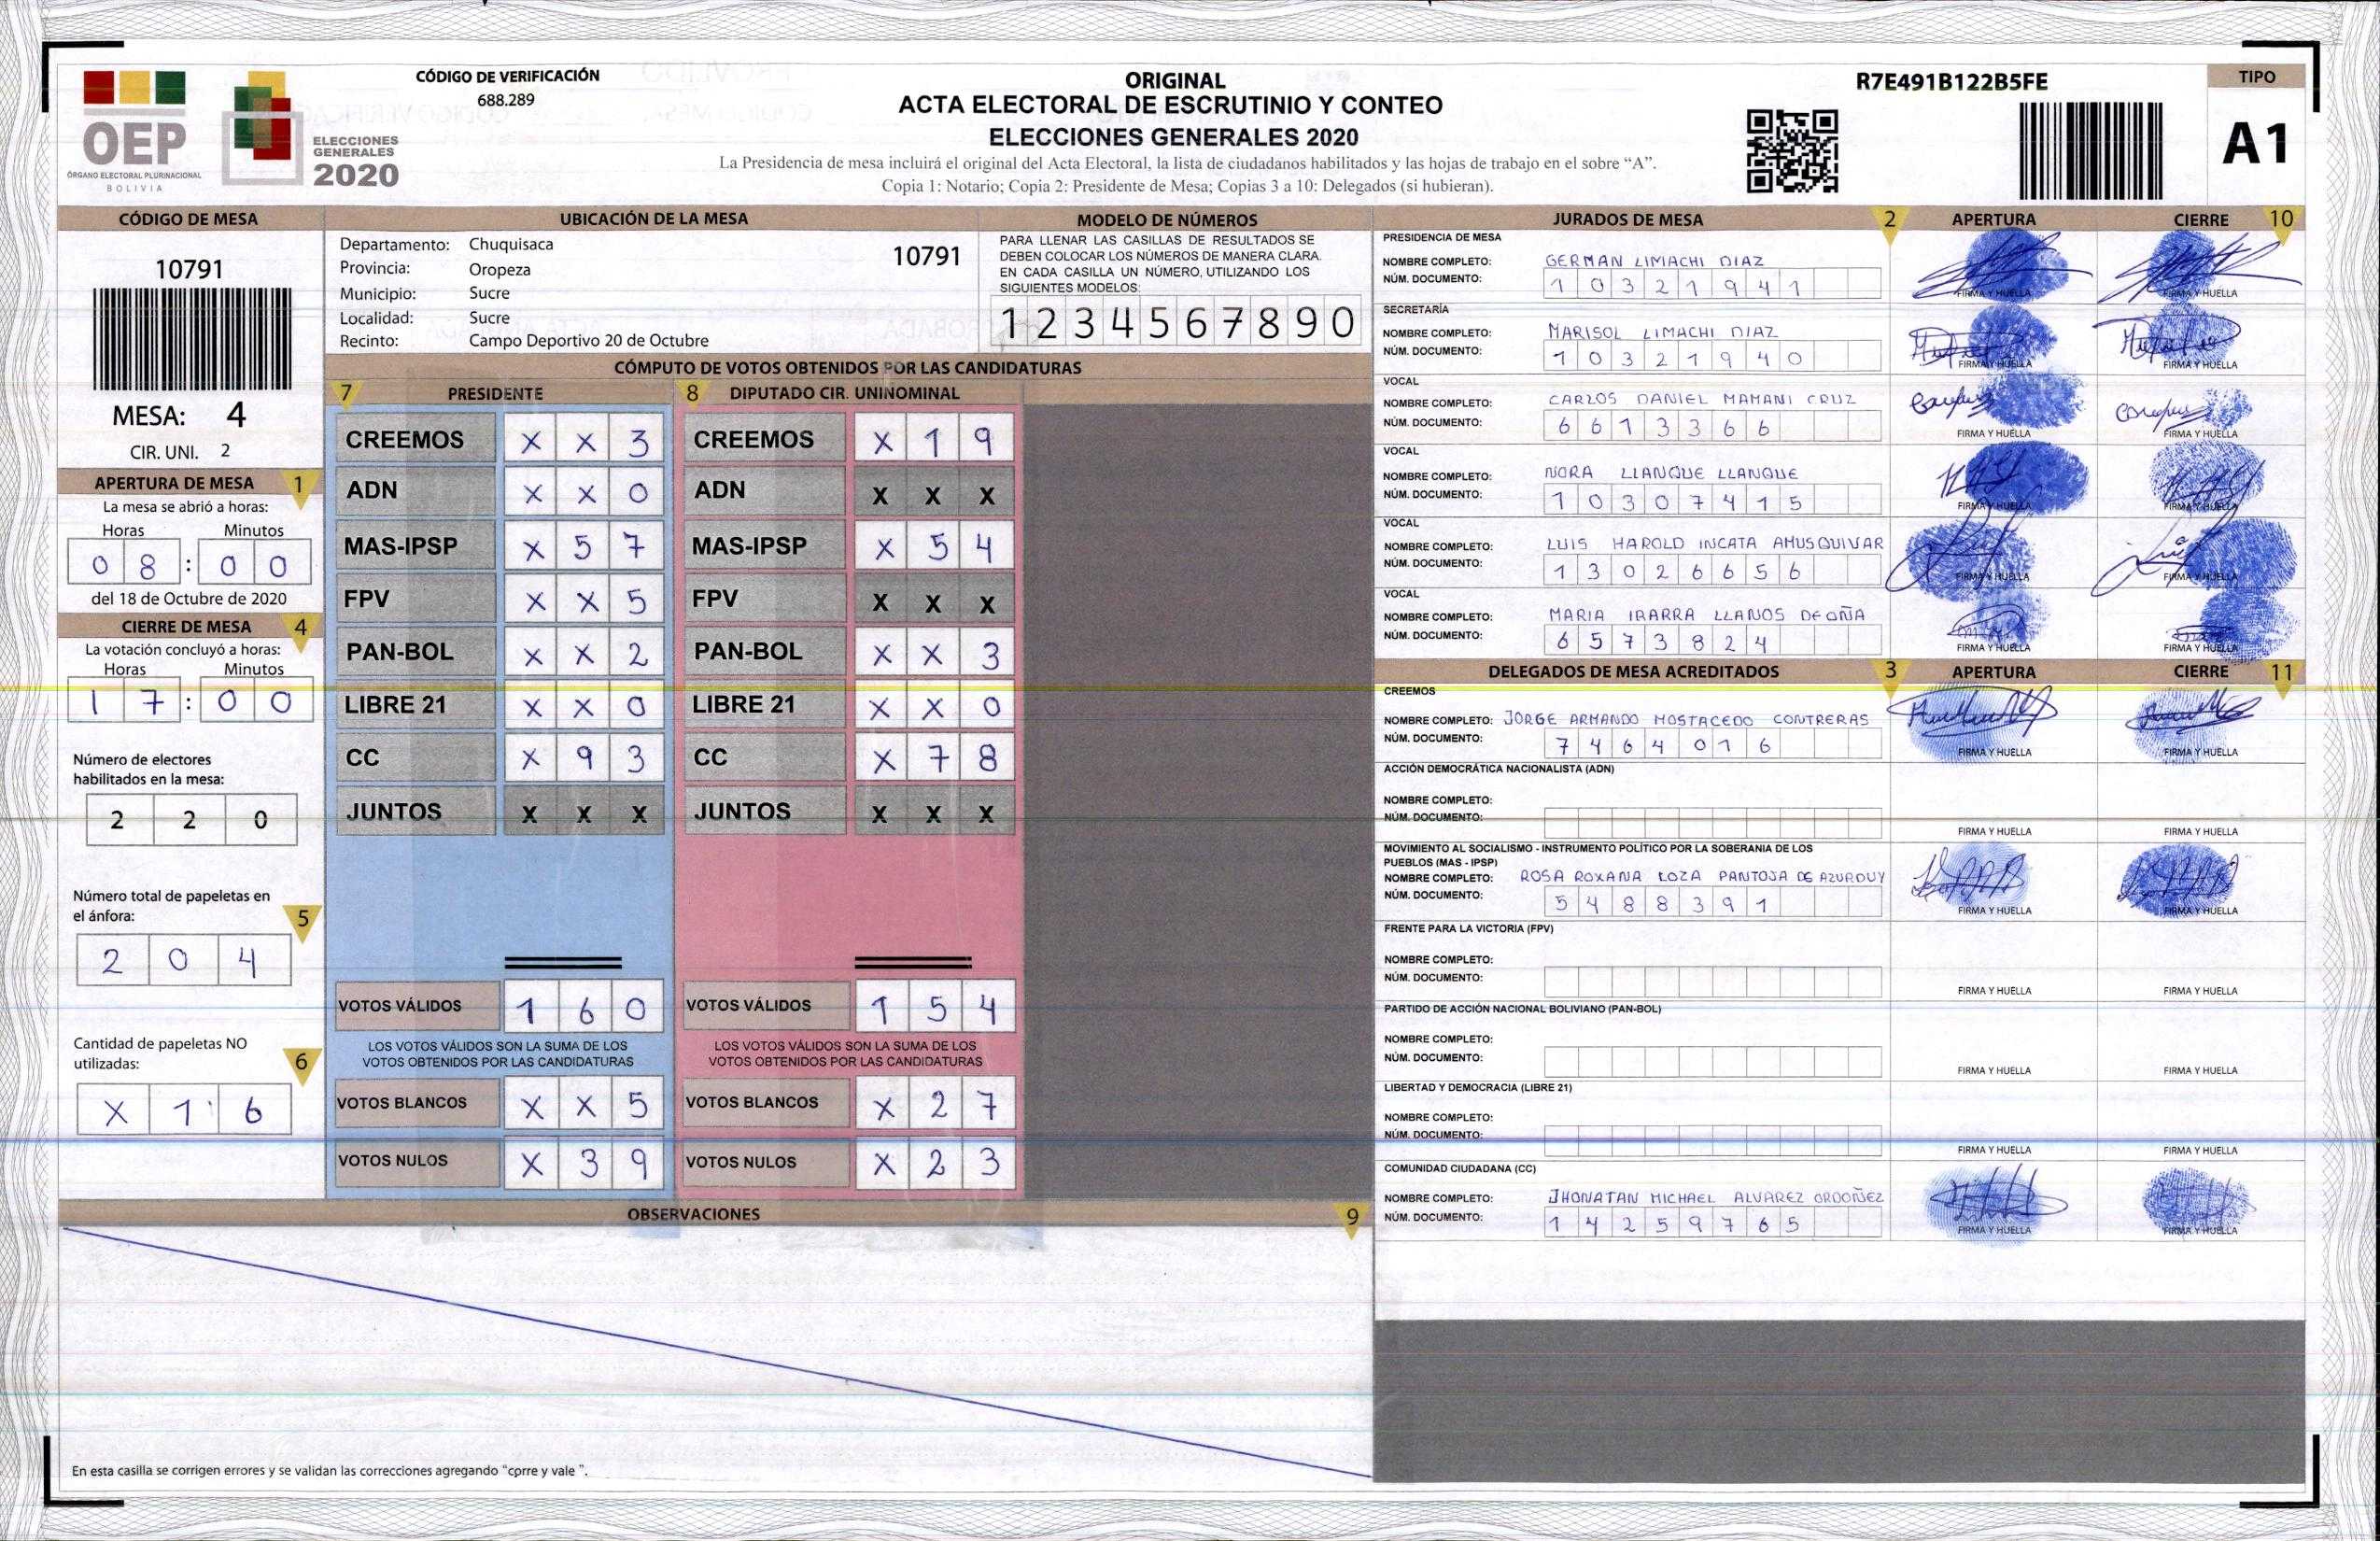 OEP
ÓRGANO ELECTORAL PLURINACIONAL
BOLIVIA
ELECCIONES
GENERALES
2020
CÓDIGO DE VERIFICACIÓN
688.289
ORIGINAL
ACTA ELECTORAL DE ESCRUTINIO Y CONTEO
ELECCIONES GENERALES 2020
La Presidencia de mesa incluirá el original del Acta Electoral, la lista de ciudadanos habilitados y las hojas de trabajo en el sobre “A”.
Copia 1: Notario; Copia 2: Presidente de Mesa; Copias 3 a 10: Delegados (si hubieran).
R7E491B122B5FE
TIPO
A1
CÓDIGO DE MESA
10791
MESA: 4
CIR. UNI. 2
APERTURA DE MESA 1
La mesa se abrió a horas:
Horas Minutos
0 8 : 0 0
del 18 de Octubre de 2020
CIERRE DE MESA 4
La votación concluyó a horas:
Horas Minutos
1 7 : 0 0
Número de electores
habilitados en la mesa:
2 2 0
Número total de papeletas en
el ánfora: 5
2 0 4
Cantidad de papeletas NO
utilizadas: 6
X 1 6
UBICACIÓN DE LA MESA
Departamento: Chuquisaca 10791
Provincia: Oropeza
Municipio: Sucre
Localidad: Sucre
Recinto: Campo Deportivo 20 de Octubre
MODELO DE NÚMEROS
PARA LLENAR LAS CASILLAS DE RESULTADOS SE
DEBEN COLOCAR LOS NÚMEROS DE MANERA CLARA.
EN CADA CASILLA UN NÚMERO, UTILIZANDO LOS
SIGUIENTES MODELOS:
1 2 3 4 5 6 7 8 9 0
CÓMPUTO DE VOTOS OBTENIDOS POR LAS CANDIDATURAS
7 PRESIDENTE
CREEMOS X X 3
ADN X X 0
MAS-IPSP X 5 7
FPV X X 5
PAN-BOL X X 2
LIBRE 21 X X 0
CC X 9 3
JUNTOS X X X
VOTOS VÁLIDOS 1 6 0
LOS VOTOS VÁLIDOS SON LA SUMA DE LOS
VOTOS OBTENIDOS POR LAS CANDIDATURAS
VOTOS BLANCOS X X 5
VOTOS NULOS X 3 9
8 DIPUTADO CIR. UNINOMINAL
CREEMOS X 1 9
ADN X X X
MAS-IPSP X 5 4
FPV X X X
PAN-BOL X X 3
LIBRE 21 X X 0
CC X 7 8
JUNTOS X X X
VOTOS VÁLIDOS 1 5 4
LOS VOTOS VÁLIDOS SON LA SUMA DE LOS
VOTOS OBTENIDOS POR LAS CANDIDATURAS
VOTOS BLANCOS X 2 7
VOTOS NULOS X 2 3
OBSERVACIONES 9
En esta casilla se corrigen errores y se validan las correcciones agregando “cprre y vale ”.
JURADOS DE MESA 2 APERTURA CIERRE 10
PRESIDENCIA DE MESA
NOMBRE COMPLETO: GERMAN LIMACHI DIAZ
NÚM. DOCUMENTO: 1 0 3 2 1 9 4 1
FIRMA Y HUELLA FIRMA Y HUELLA
SECRETARÍA
NOMBRE COMPLETO: MARISOL LIMACHI DIAZ
NÚM. DOCUMENTO: 1 0 3 2 1 9 4 0
FIRMA Y HUELLA FIRMA Y HUELLA
VOCAL
NOMBRE COMPLETO: CARLOS DANIEL MAMANI CRUZ
NÚM. DOCUMENTO: 6 6 1 3 3 6 6
FIRMA Y HUELLA FIRMA Y HUELLA
VOCAL
NOMBRE COMPLETO: NORA LLANQUE LLANQUE
NÚM. DOCUMENTO: 1 0 3 0 7 4 1 5
FIRMA Y HUELLA FIRMA Y HUELLA
VOCAL
NOMBRE COMPLETO: LUIS HAROLD INCATA AMUSQUIVAR
NÚM. DOCUMENTO: 1 3 0 2 6 6 5 6
FIRMA Y HUELLA FIRMA Y HUELLA
VOCAL
NOMBRE COMPLETO: MARIA IBARRA LLANOS DE OÑA
NÚM. DOCUMENTO: 6 5 7 3 8 2 4
FIRMA Y HUELLA FIRMA Y HUELLA
DELEGADOS DE MESA ACREDITADOS 3 APERTURA CIERRE 11
CREEMOS
NOMBRE COMPLETO: JORGE ARMANDO MOSTACEDO CONTRERAS
NÚM. DOCUMENTO: 7 4 6 4 0 1 6
FIRMA Y HUELLA FIRMA Y HUELLA
ACCIÓN DEMOCRÁTICA NACIONALISTA (ADN)
NOMBRE COMPLETO:
NÚM. DOCUMENTO:
FIRMA Y HUELLA FIRMA Y HUELLA
MOVIMIENTO AL SOCIALISMO - INSTRUMENTO POLÍTICO POR LA SOBERANIA DE LOS
PUEBLOS (MAS - IPSP)
NOMBRE COMPLETO: ROSA ROXANA LOZA PANTOJA DE AZURDUY
NÚM. DOCUMENTO: 5 4 8 8 3 9 1
FIRMA Y HUELLA FIRMA Y HUELLA
FRENTE PARA LA VICTORIA (FPV)
NOMBRE COMPLETO:
NÚM. DOCUMENTO:
FIRMA Y HUELLA FIRMA Y HUELLA
PARTIDO DE ACCIÓN NACIONAL BOLIVIANO (PAN-BOL)
NOMBRE COMPLETO:
NÚM. DOCUMENTO:
FIRMA Y HUELLA FIRMA Y HUELLA
LIBERTAD Y DEMOCRACIA (LIBRE 21)
NOMBRE COMPLETO:
NÚM. DOCUMENTO:
FIRMA Y HUELLA FIRMA Y HUELLA
COMUNIDAD CIUDADANA (CC)
NOMBRE COMPLETO: JHONATAN MICHAEL ALVAREZ ORDOÑEZ
NÚM. DOCUMENTO: 1 4 2 5 9 7 6 5
FIRMA Y HUELLA FIRMA Y HUELLA